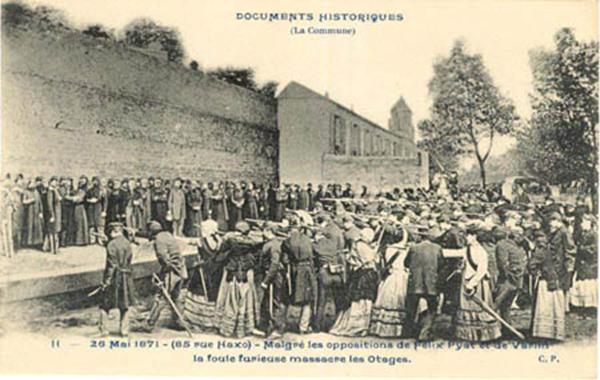 DOCUMENTS HISTORIQUES
(La Commune)
11 — 26 Mai 1871 - (85 rue Haxo) - Malgré les oppositions de Félix Pyat et de Varlin
la foule furieuse massacre les Otages.
C. P.